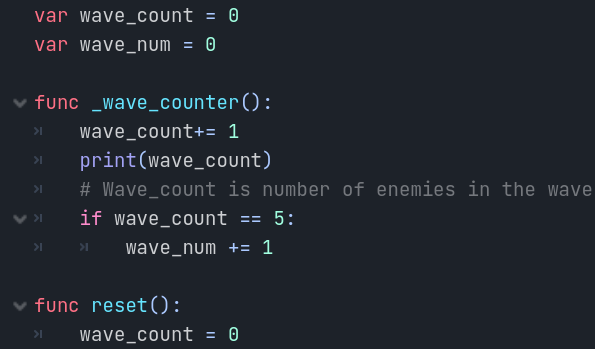 var wave_count = 0
var wave_num = 0
func _wave_counter():
wave_count+= 1
print(wave_count)
# Wave_count is number of enemies in the wave
if wave_count == 5:
wave_num += 1
func reset():
wave_count = 0